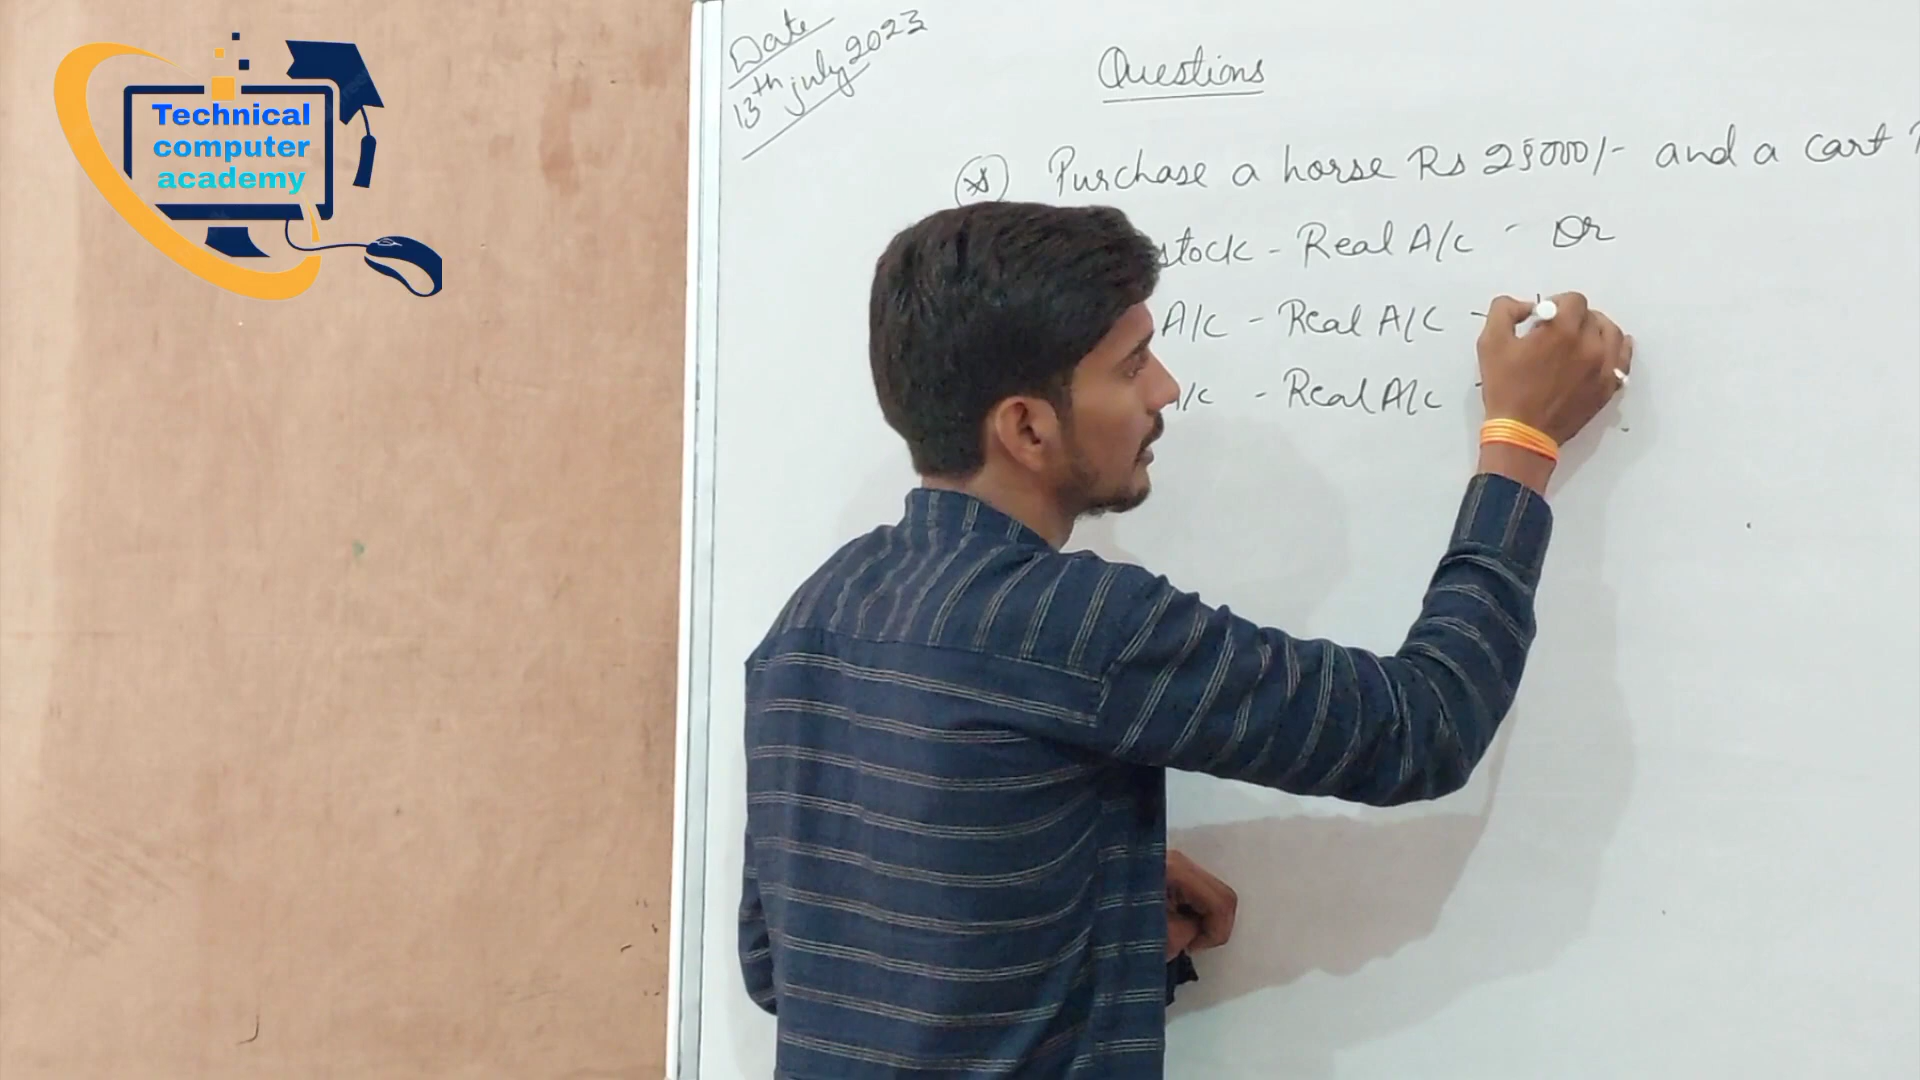 Technical
computer
academy
Date
13th july 2023
Questions
Purchase a horse Rs 25000/- and a cart
stock - Real A/c - Dr
A/c - Real A/c -
A/c - Real A/c -